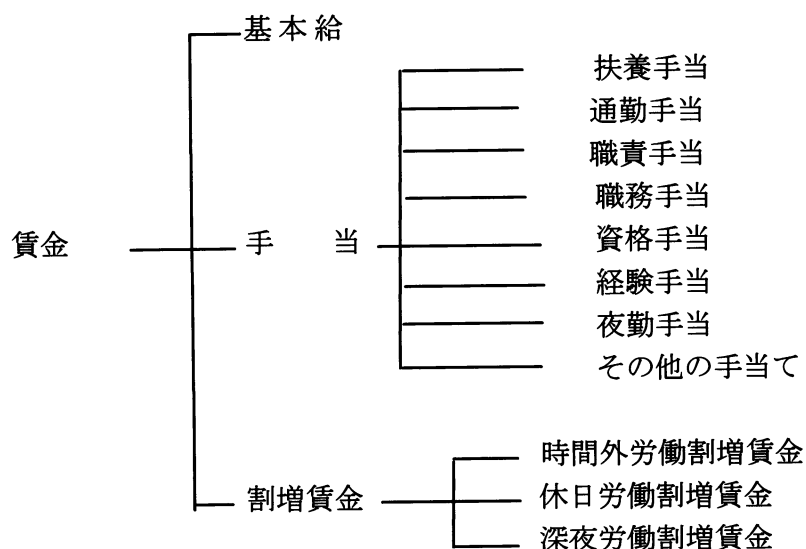 基本給
扶養手当
通勤手当
職責手当
職務手当
賃金
手　当
資格手当
経験手当
夜勤手当
その他の手当て
時間外労働割増賃金
割増賃金
休日労働割増賃金
深夜労働割増賃金